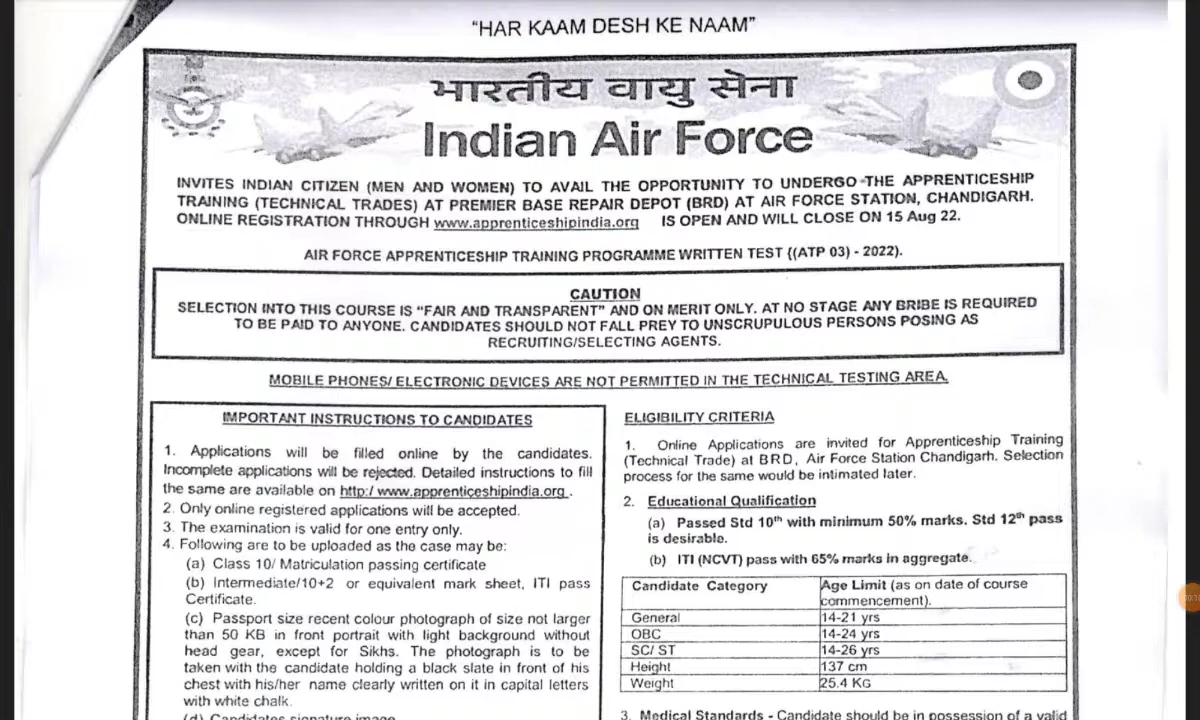 "HAR KAAM DESH KE NAAM"
भारतीय वायु सेना
Indian Air Force
INVITES INDIAN CITIZEN (MEN AND WOMEN) TO AVAIL THE OPPORTUNITY TO UNDERGO THE APPRENTICESHIP
TRAINING (TECHNICAL TRADES) AT PREMIER BASE REPAIR DEPOT (BRD) AT AIR FORCE STATION, CHANDIGARH.
ONLINE REGISTRATION THROUGH www.apprenticeshipindia.org IS OPEN AND WILL CLOSE ON 15 Aug 22.
AIR FORCE APPRENTICESHIP TRAINING PROGRAMME WRITTEN TEST {(ATP 03) - 2022).
CAUTION
SELECTION INTO THIS COURSE IS "FAIR AND TRANSPARENT" AND ON MERIT ONLY. AT NO STAGE ANY BRIBE IS REQUIRED
TO BE PAID TO ANYONE. CANDIDATES SHOULD NOT FALL PREY TO UNSCRUPULOUS PERSONS POSING AS
RECRUITING/SELECTING AGENTS.
MOBILE PHONES/ ELECTRONIC DEVICES ARE NOT PERMITTED IN THE TECHNICAL TESTING AREA.
IMPORTANT INSTRUCTIONS TO CANDIDATES
1. Applications will be filled online by the candidates.
Incomplete applications will be rejected. Detailed instructions to fill
the same are available on http:/ www.apprenticeshipindia.org .
2. Only online registered applications will be accepted.
3. The examination is valid for one entry only.
4. Following are to be uploaded as the case may be:
(a) Class 10/ Matriculation passing certificate
(b) Intermediate/10+2 or equivalent mark sheet, ITI pass
Certificate.
(c) Passport size recent colour photograph of size not larger
than 50 KB in front portrait with light background without
head gear, except for Sikhs. The photograph is to be
taken with the candidate holding a black slate in front of his
chest with his/her name clearly written on it in capital letters
with white chalk.
(d) Candidates signature image
ELIGIBILITY CRITERIA
1. Online Applications are invited for Apprenticeship Training
(Technical Trade) at BRD, Air Force Station Chandigarh. Selection
process for the same would be intimated later.
2. Educational Qualification
(a) Passed Std 10th with minimum 50% marks. Std 12th pass
is desirable.
(b) ITI (NCVT) pass with 65% marks in aggregate.
Candidate Category Age Limit (as on date of course
commencement).
General 14-21 yrs
OBC 14-24 yrs
SC/ ST 14-26 yrs
Height 137 cm
Weight 25.4 KG
3. Medical Standards - Candidate should be in possession of a valid